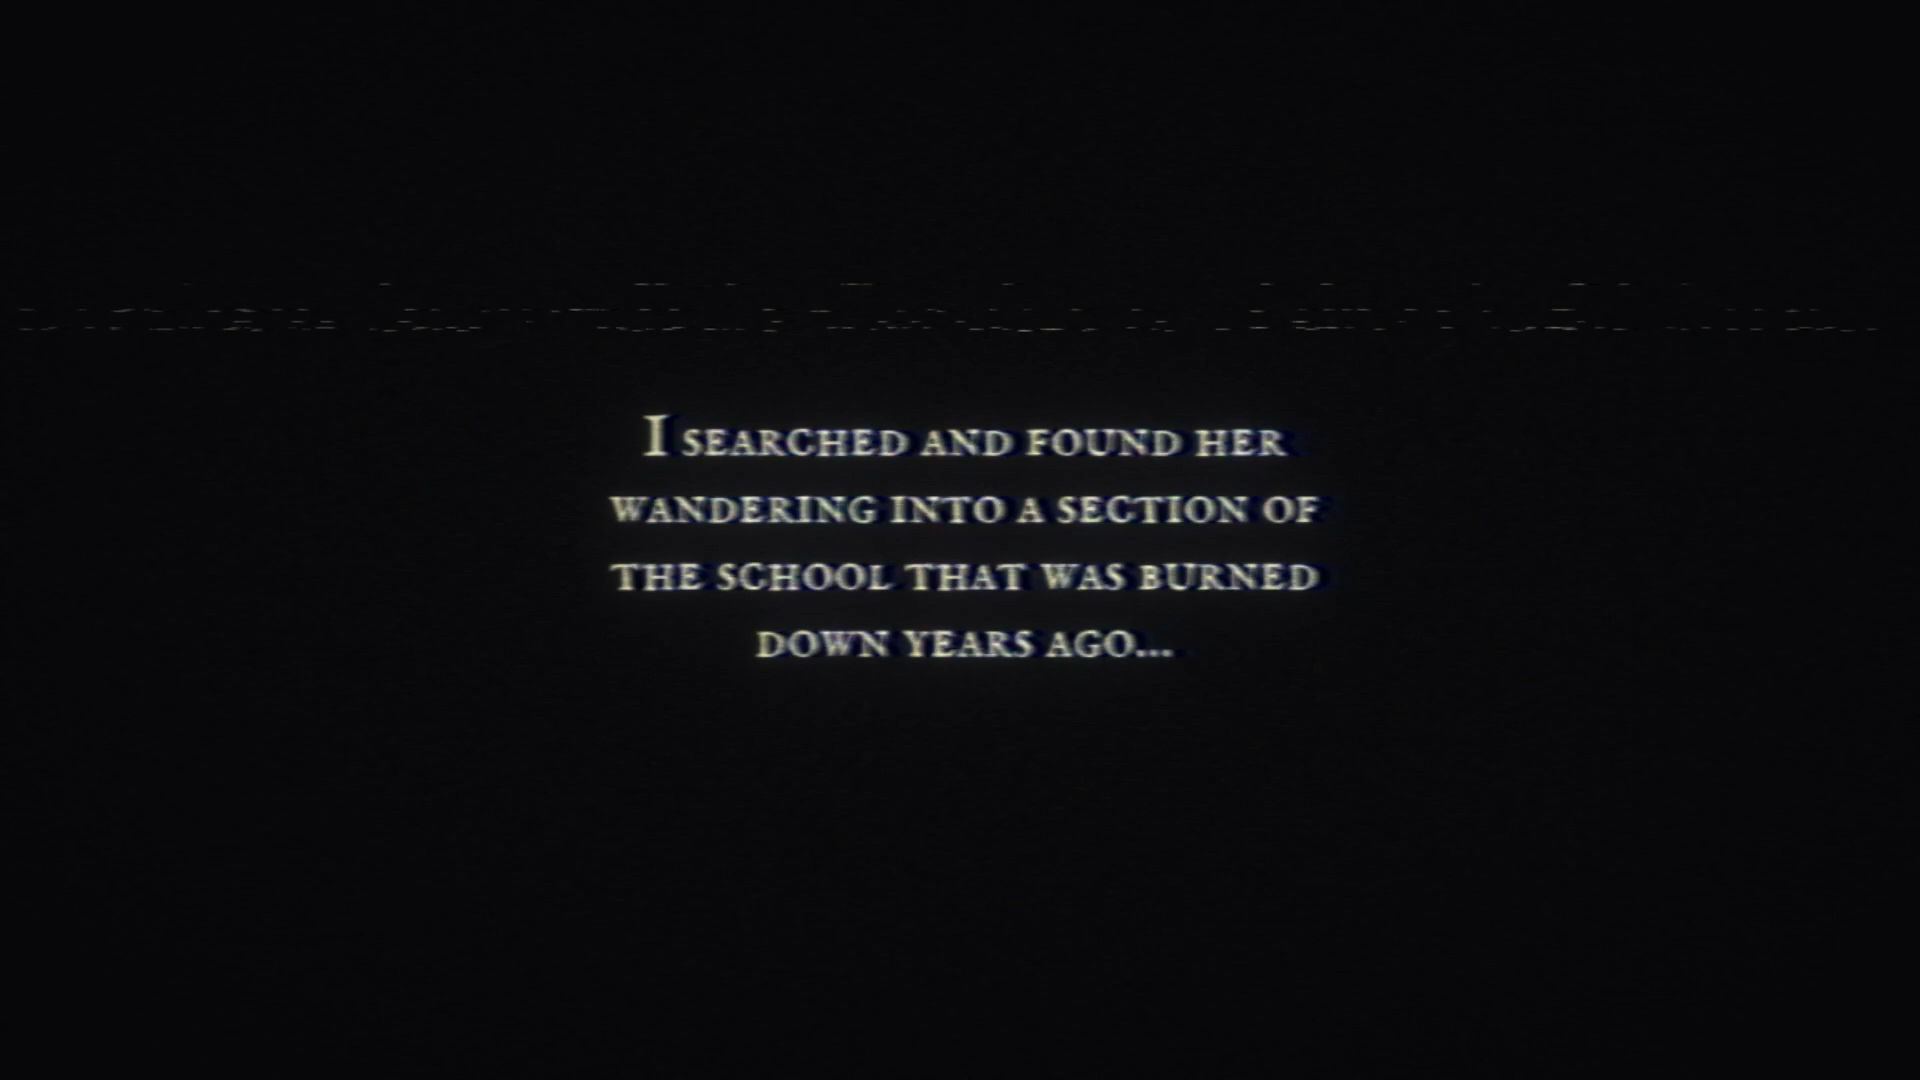 I SEARCHED AND FOUND HER
WANDERING INTO A SECTION OF
THE SCHOOL THAT WAS BURNED
DOWN YEARS AGO...